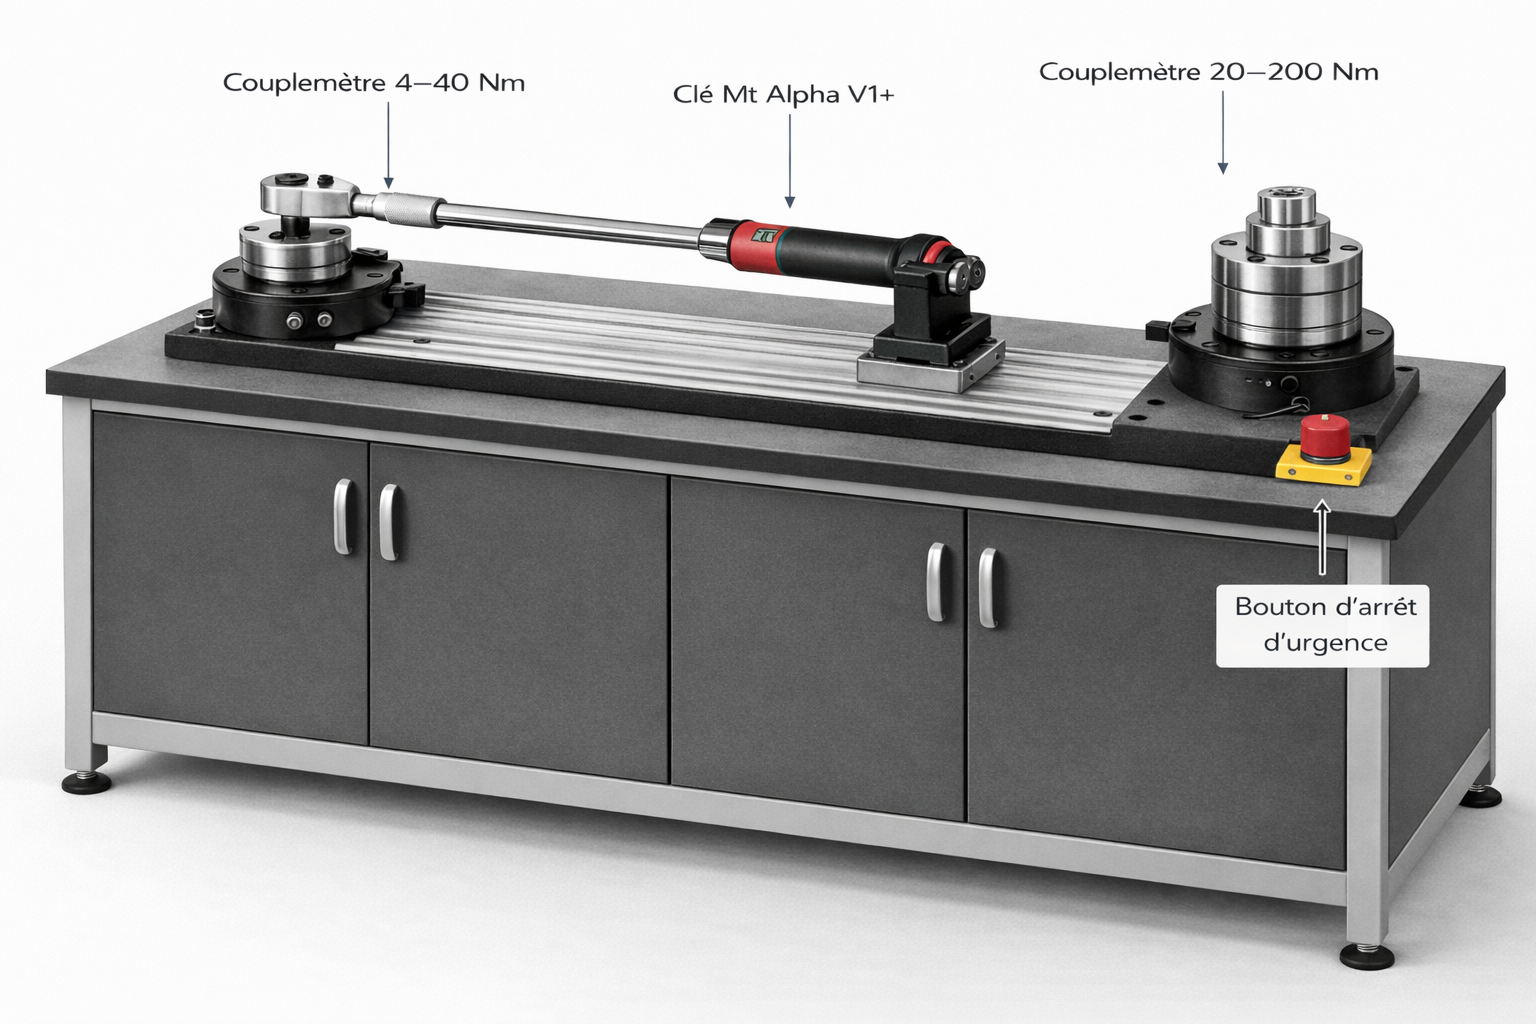 Couplemètre 4–40 Nm
Clé Mt Alpha V1+
Couplemètre 20–200 Nm
Bouton d'arrét
d'urgence